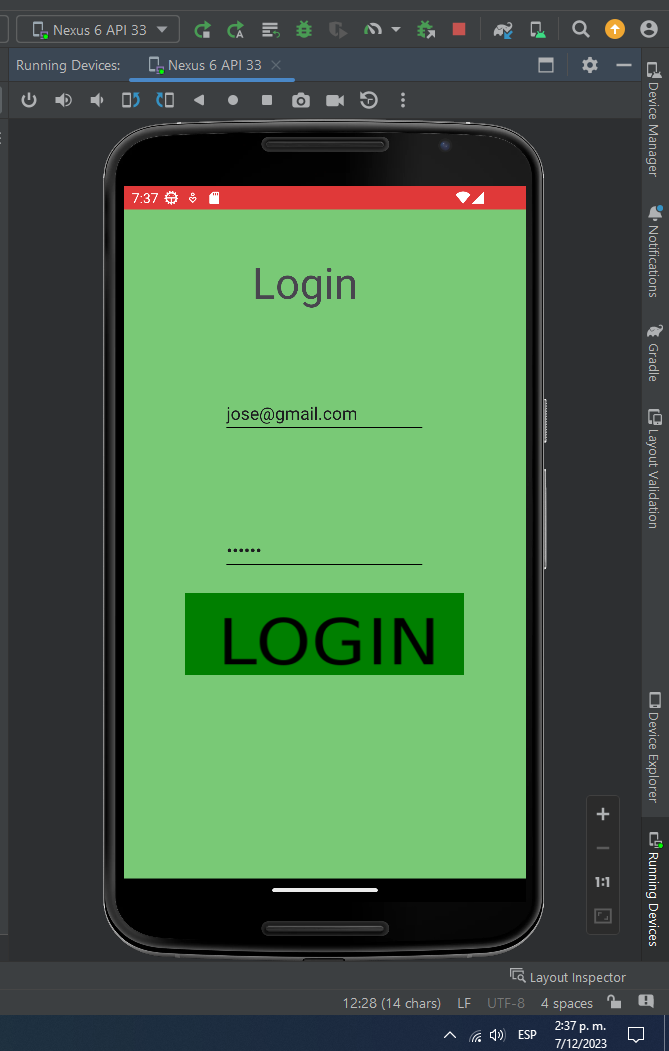 Nexus 6 API 33
Running Devices:
Nexus 6 API 33
Device Manager
Notifications
Gradle
Layout Validation
Device Explorer
Running Devices
7:37
Login
jose@gmail.com
••••••
LOGIN
1:1
Layout Inspector
12:28 (14 chars) LF UTF-8 4 spaces
ESP
2:37 p. m.
7/12/2023